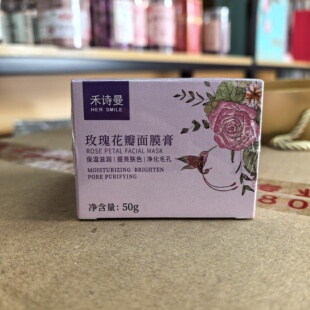 禾诗曼
HER SMILE
玫瑰花瓣面膜膏
ROSE PETAL FACIAL MASK
保湿滋润|提亮肤色|净化毛孔
MOISTURIZING BRIGHTEN
PORE PURIFYING
净含量: 50g